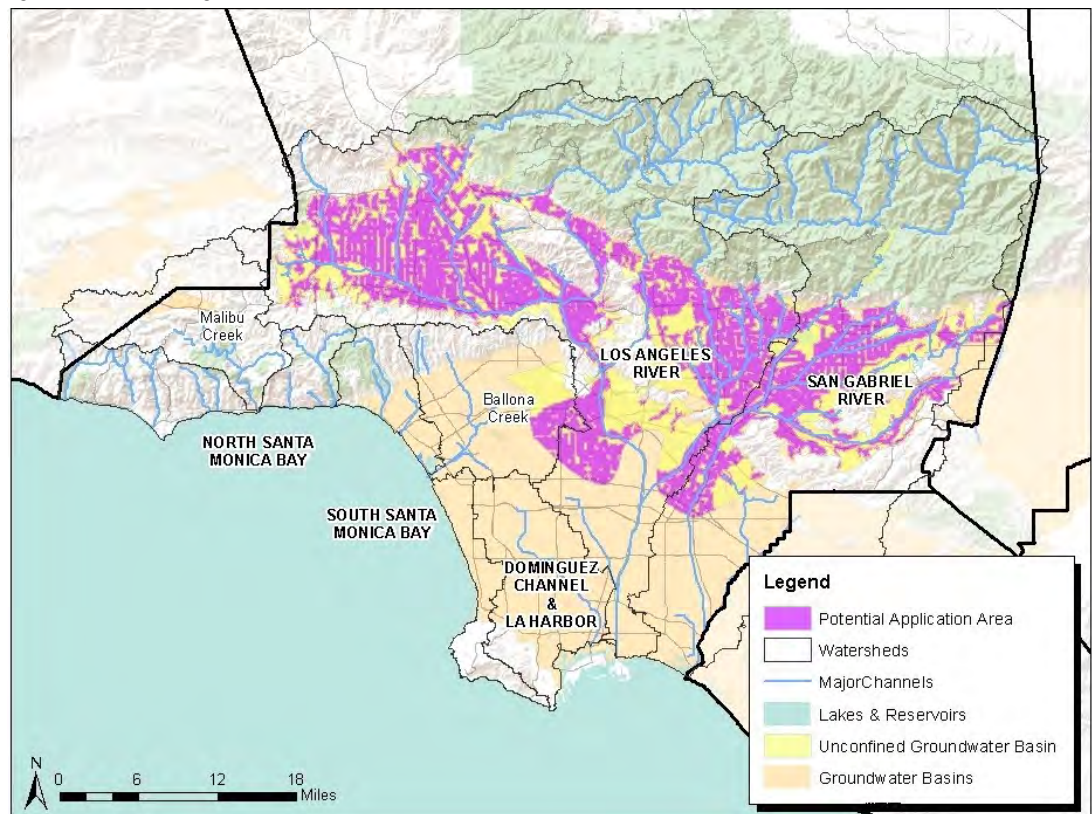 Malibu
Creek
LOS ANGELES
RIVER
SAN GABRIEL
RIVER
Ballona
Creek
NORTH SANTA
MONICA BAY
SOUTH SANTA
MONICA BAY
DOMINGUEZ
CHANNEL
&
LA HARBOR
Legend
Potential Application Area
Watersheds
MajorChannels
Lakes & Reservoirs
Unconfined Groundwater Basin
Groundwater Basins
N
0 6 12 18
Miles